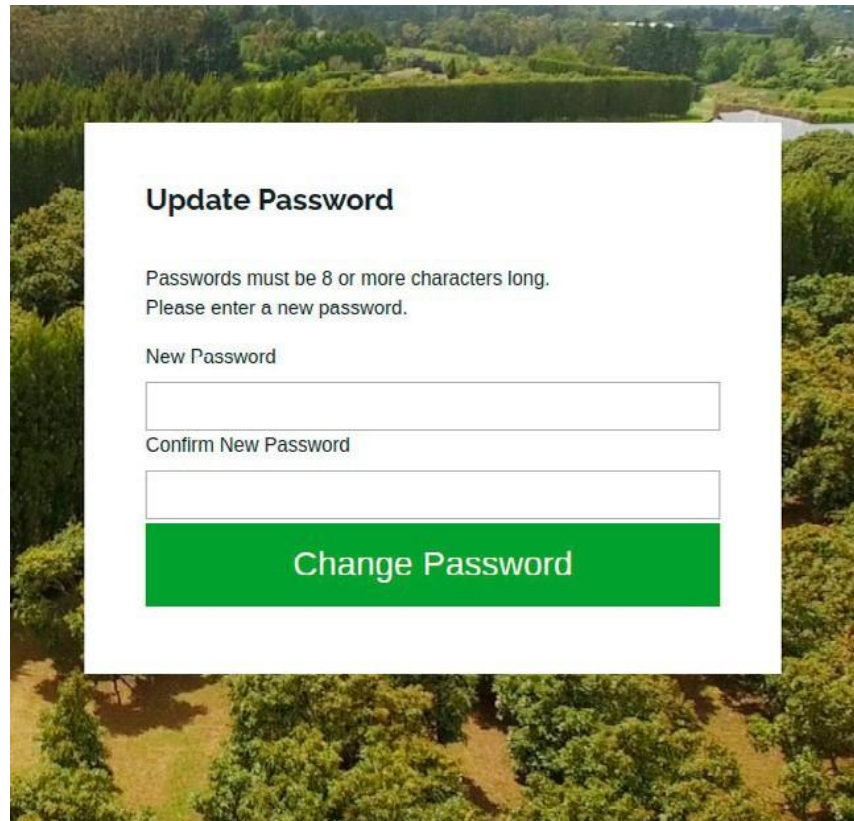 Update Password
Passwords must be 8 or more characters long.
Please enter a new password.
New Password
Confirm New Password
Change Password